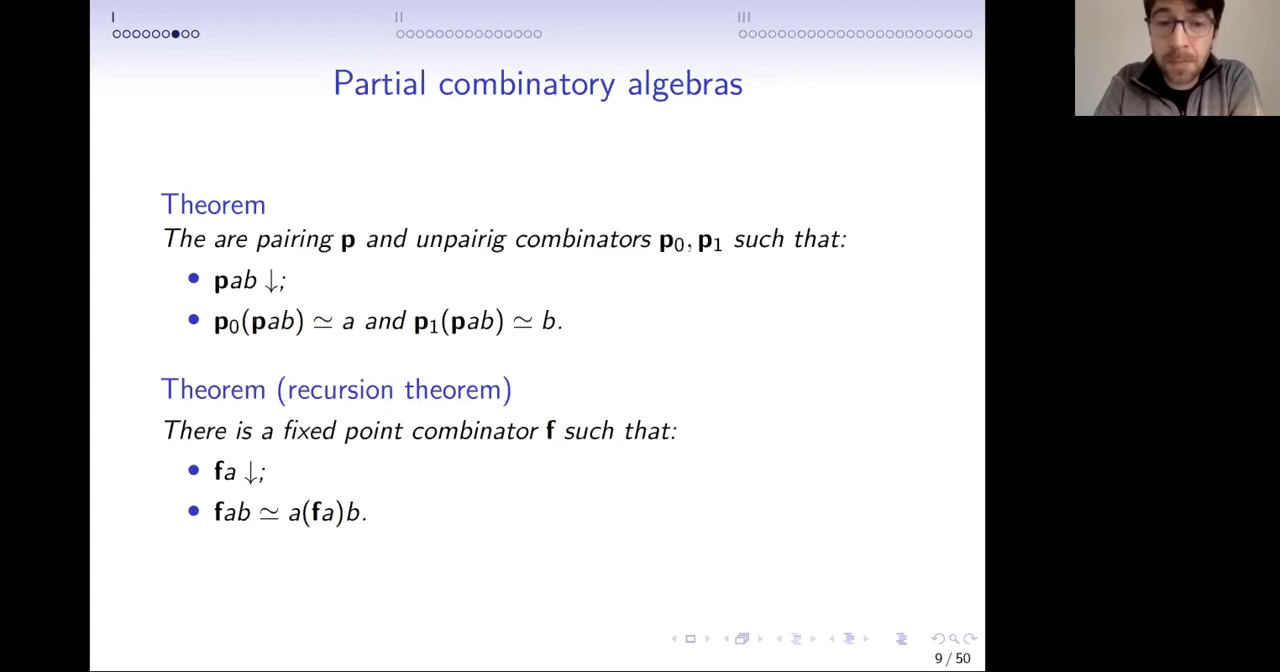 I II III
Partial combinatory algebras
Theorem
The are pairing p and unpairig combinators p₀, p₁ such that:
• pab ↓;
• p₀(pab) ≃ a and p₁(pab) ≃ b.
Theorem (recursion theorem)
There is a fixed point combinator f such that:
• fa ↓;
• fab ≃ a(fa)b.
9 / 50